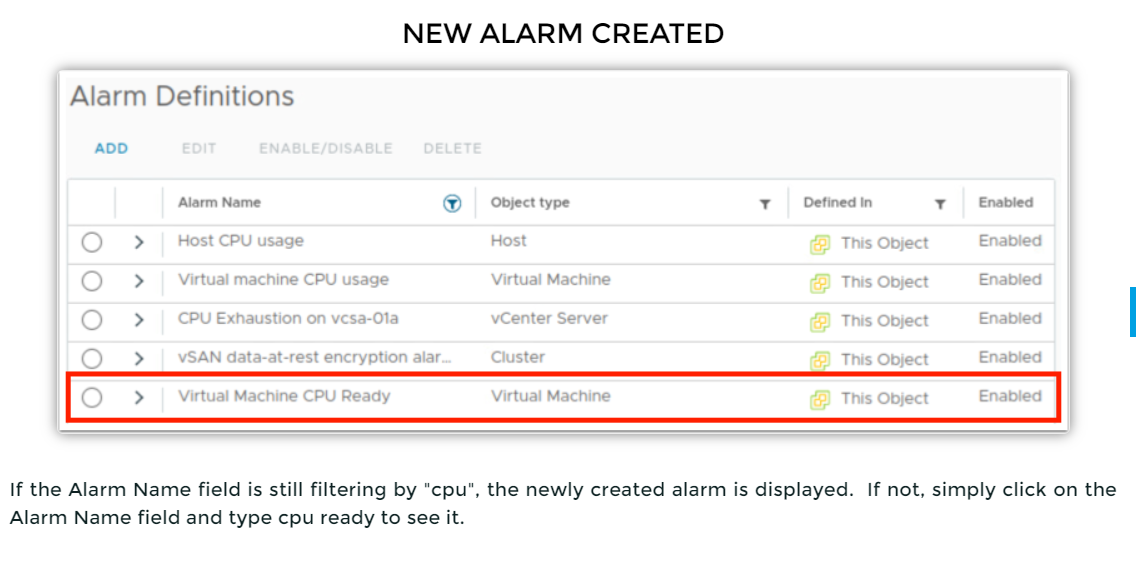 NEW ALARM CREATED
Alarm Definitions
ADD EDIT ENABLE/DISABLE DELETE
Alarm Name Object type Defined In Enabled
Host CPU usage Host This Object Enabled
Virtual machine CPU usage Virtual Machine This Object Enabled
CPU Exhaustion on vcsa-01a vCenter Server This Object Enabled
vSAN data-at-rest encryption alar... Cluster This Object Enabled
Virtual Machine CPU Ready Virtual Machine This Object Enabled
If the Alarm Name field is still filtering by "cpu", the newly created alarm is displayed.  If not, simply click on the
Alarm Name field and type cpu ready to see it.